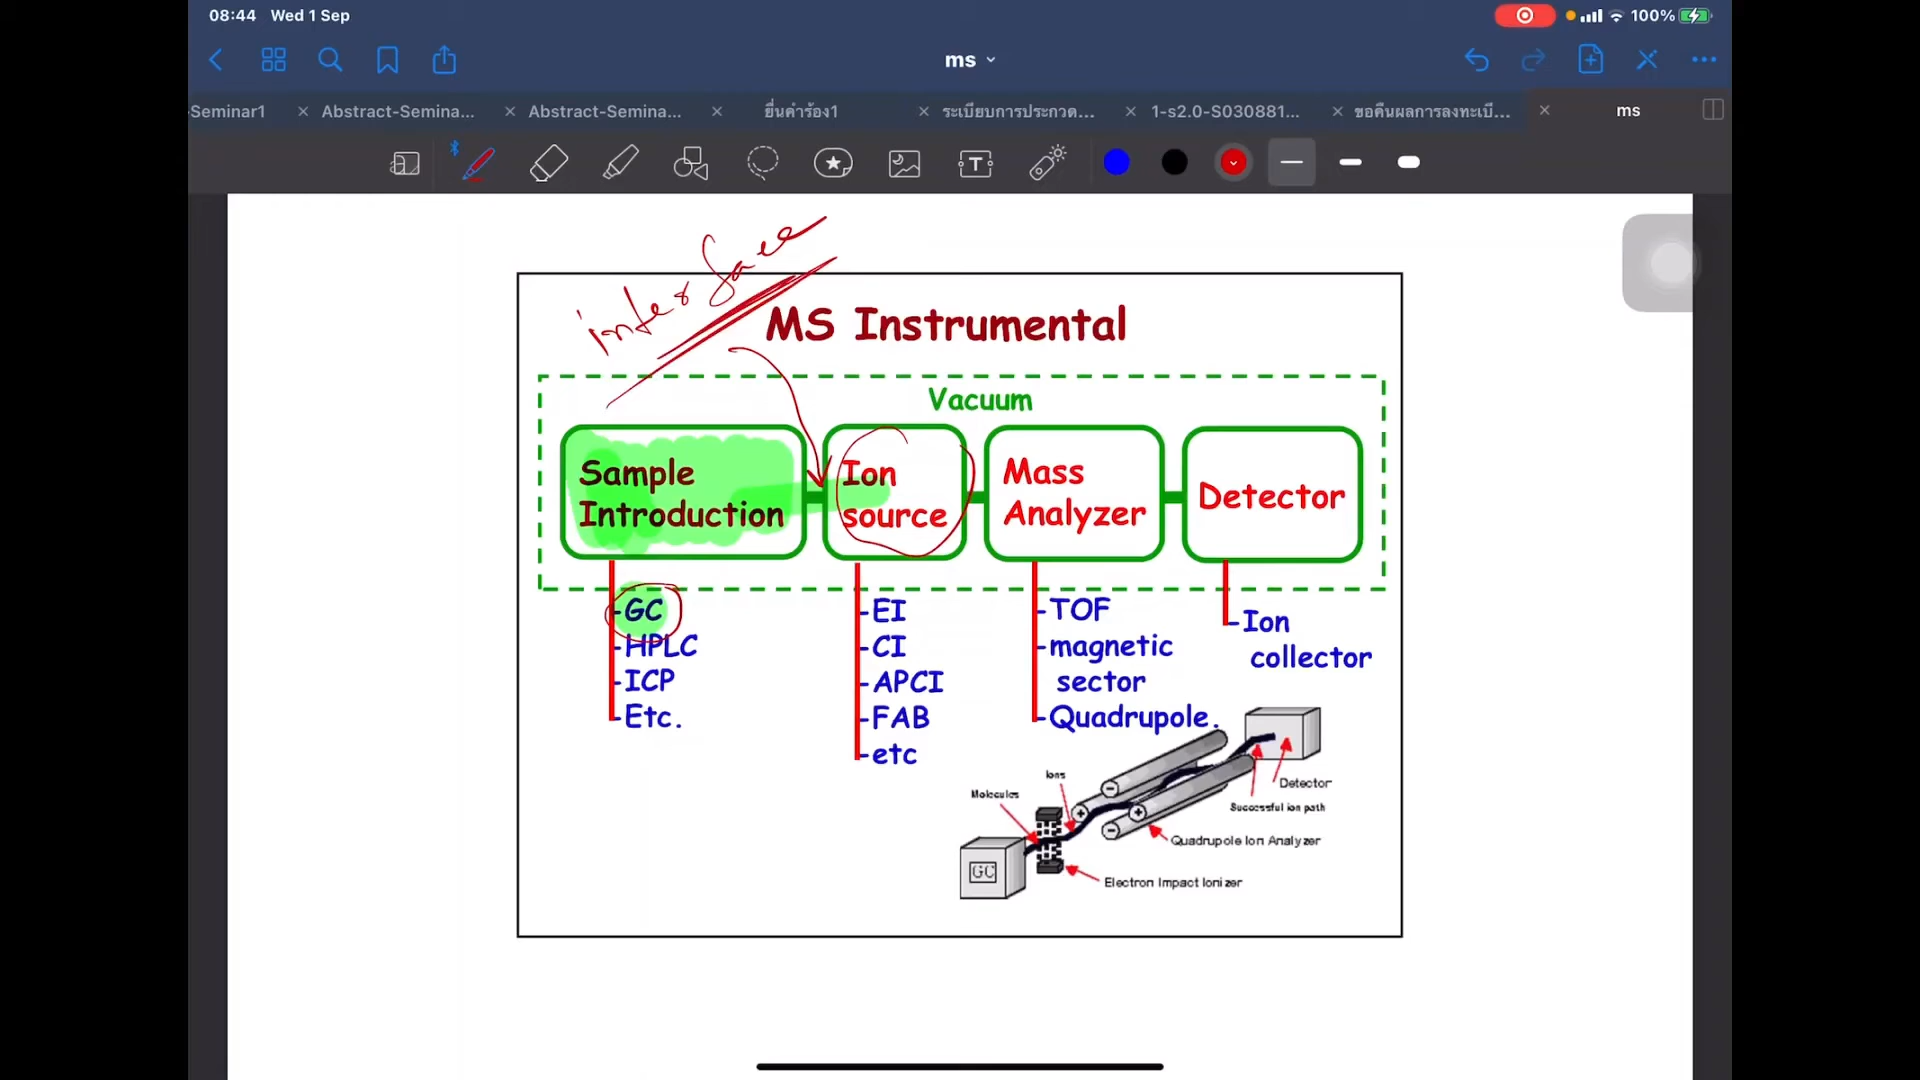 08:44 Wed 1 Sep
100%
ms
Seminar1
Abstract-Semina...
Abstract-Semina...
ยื่นคำร้อง1
ระเบียบการประกวด...
1-s2.0-S030881...
ขอคืนผลการลงทะเบี...
ms
interface
MS Instrumental
Vacuum
Sample
Introduction
Ion
source
Mass
Analyzer
Detector
-GC
-HPLC
-ICP
-Etc.
-EI
-CI
-APCI
-FAB
-etc
-TOF
-magnetic
sector
-Quadrupole.
-Ion
collector
Molecules
Ions
Detector
Successful ion path
Quadrupole Ion Analyzer
GC
Electron Impact Ionizer